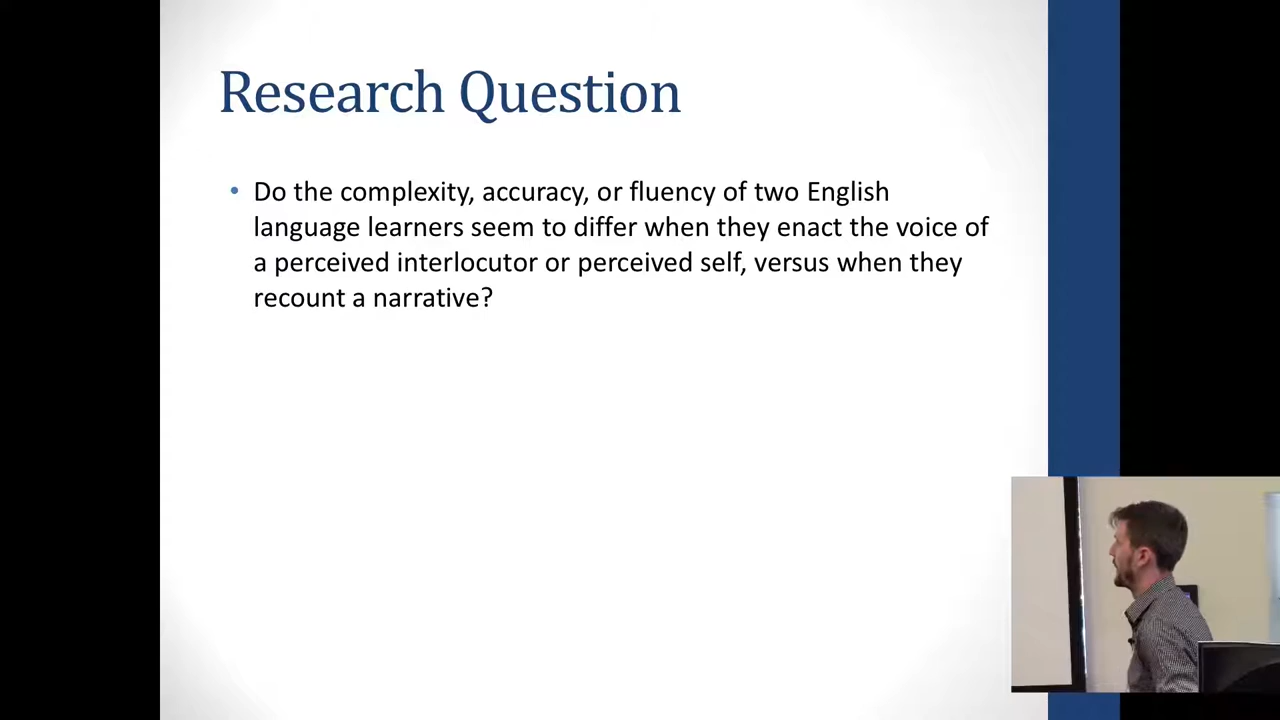 Research Question
• Do the complexity, accuracy, or fluency of two English
language learners seem to differ when they enact the voice of
a perceived interlocutor or perceived self, versus when they
recount a narrative?